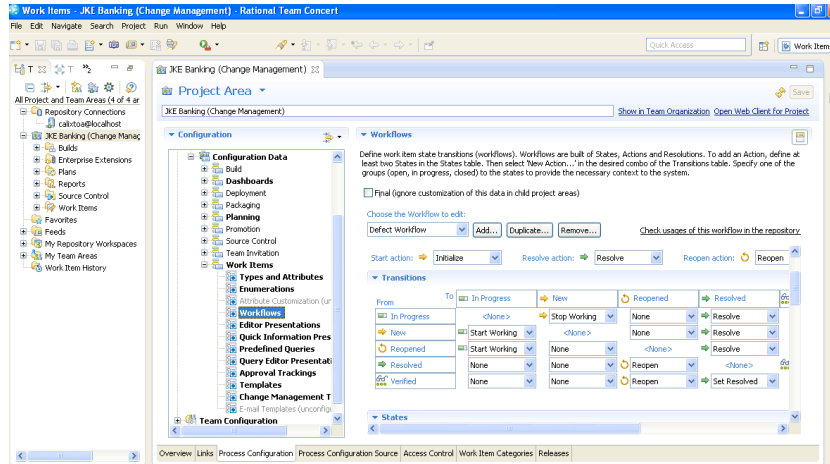 Work Items - JKE Banking (Change Management) - Rational Team Concert
File Edit Navigate Search Project Run Window Help
Quick Access
Work Item
T
T
2
JKE Banking (Change Management)
All Project and Team Areas (4 of 4 ar
Repository Connections
calixtoa@localhost
JKE Banking (Change Manag
Builds
Enterprise Extensions
Plans
Reports
Source Control
Work Items
Favorites
Feeds
My Repository Workspaces
My Team Areas
Work Item History
Project Area
Save
JKE Banking (Change Management)
Show in Team Organization Open Web Client for Project
Configuration
Configuration Data
Build
Dashboards
Deployment
Packaging
Planning
Promotion
Source Control
Team Invitation
Work Items
Types and Attributes
Enumerations
Attribute Customization (ur
Workflows
Editor Presentations
Quick Information Pres
Predefined Queries
Query Editor Presentati
Approval Trackings
Templates
Change Management T
E-mail Templates (unconfigu
Team Configuration
Workflows
Define work item state transitions (workflows). Workflows are built of States, Actions and Resolutions. To add an Action, define at
least two States in the States table. Then select 'New Action...' in the desired combo of the Transitions table. Specify one of the
groups (open, in progress, closed) to the states to provide the necessary context to the system.
Final (ignore customization of this data in child project areas)
Choose the Workflow to edit:
Defect Workflow Add... Duplicate... Remove... Check usages of this workflow in the repository
Start action: Initialize Resolve action: Resolve Reopen action: Reopen
Transitions
From To In Progress New Reopened Resolved
In Progress <None> Stop Working None Resolve
New Start Working <None> None Resolve
Reopened Start Working None <None> Resolve
Resolved None None Reopen <None>
Verified None None Reopen Set Resolved
States
Overview Links Process Configuration Process Configuration Source Access Control Work Item Categories Releases